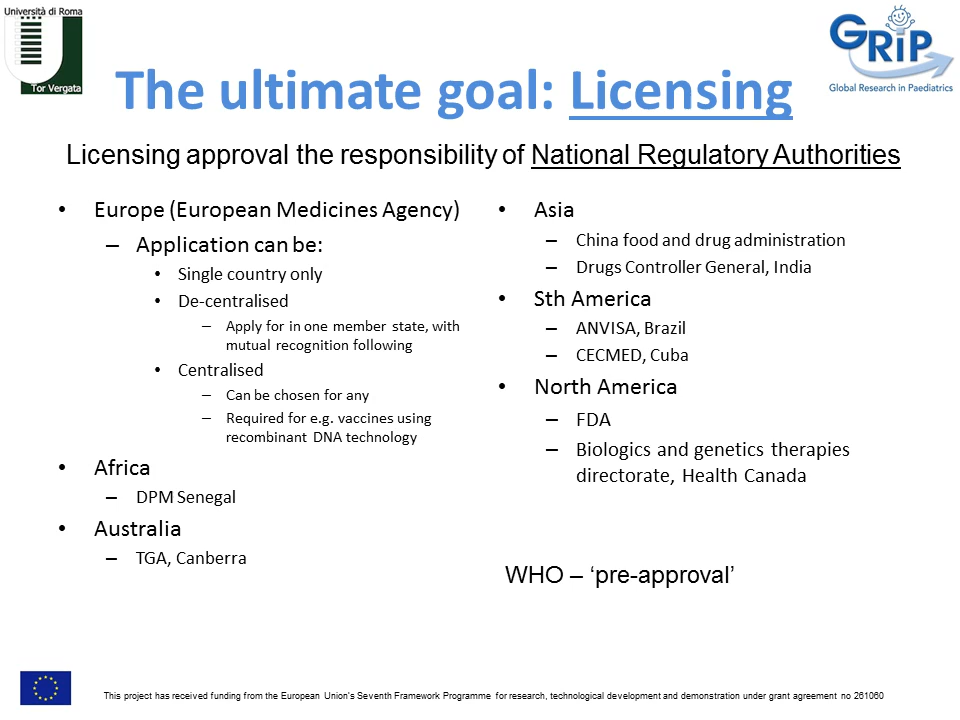 Università di Roma
Tor Vergata
GRIP
Global Research in Paediatrics
The ultimate goal: Licensing
Licensing approval the responsibility of National Regulatory Authorities
• Europe (European Medicines Agency)
– Application can be:
• Single country only
• De-centralised
– Apply for in one member state, with
mutual recognition following
• Centralised
– Can be chosen for any
– Required for e.g. vaccines using
recombinant DNA technology
• Africa
– DPM Senegal
• Australia
– TGA, Canberra
• Asia
– China food and drug administration
– Drugs Controller General, India
• Sth America
– ANVISA, Brazil
– CECMED, Cuba
• North America
– FDA
– Biologics and genetics therapies
directorate, Health Canada
WHO – ‘pre-approval’
This project has received funding from the European Union's Seventh Framework Programme for research, technological development and demonstration under grant agreement no 261060